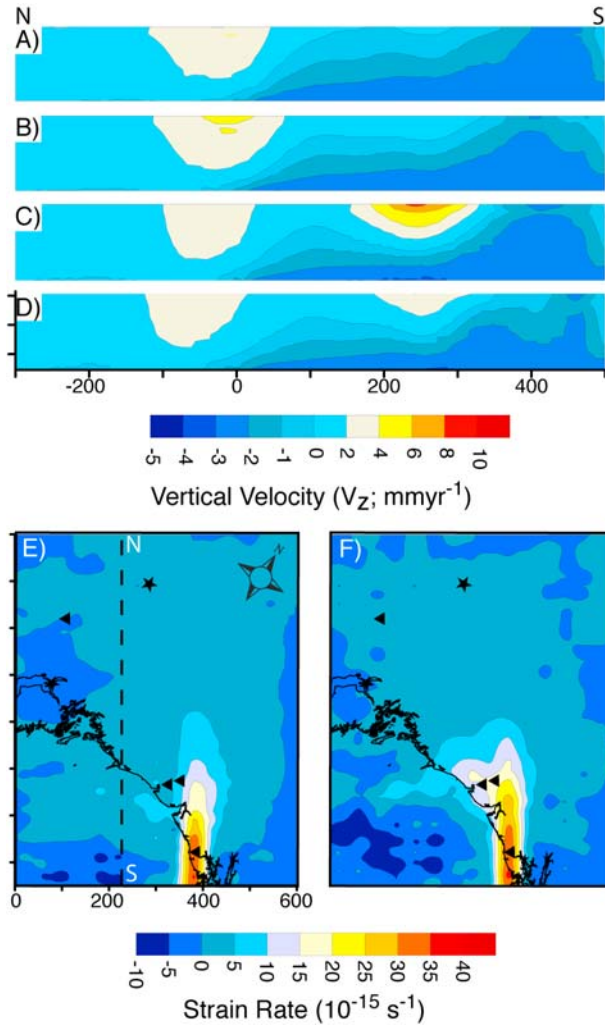 N S
A)
B)
C)
D)
-200 0 200 400
-5 -4 -3 -2 -1 0 2 4 6 8 10
Vertical Velocity (VZ; mmyr-1)
E) N N F)
S
0 200 400 600
-10 -5 0 5 10 15 20 25 30 35 40
Strain Rate (10-15 s-1)